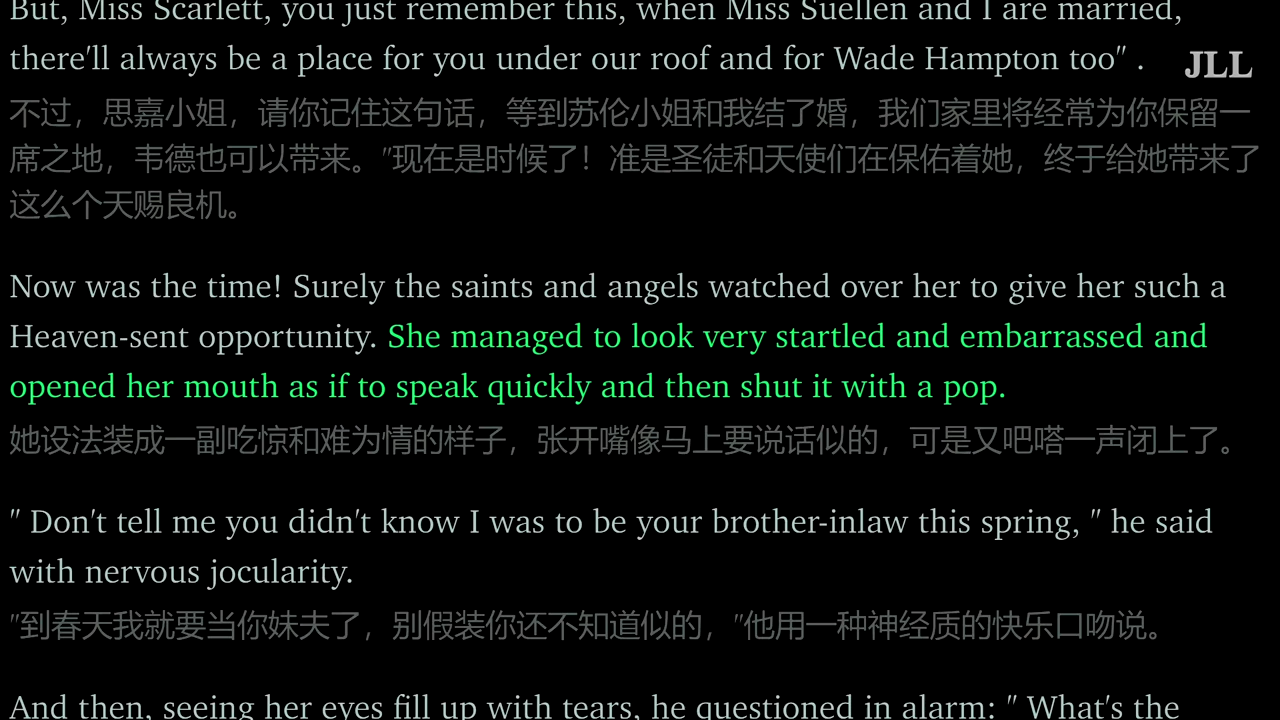 But, Miss Scarlett, you just remember this, when Miss Suellen and I are married,
there'll always be a place for you under our roof and for Wade Hampton too" .
JLL
不过，思嘉小姐，请你记住这句话，等到苏伦小姐和我结了婚，我们家里将经常为你保留一
席之地，韦德也可以带来。"现在是时候了！准是圣徒和天使们在保佑着她，终于给她带来了
这么个天赐良机。
Now was the time! Surely the saints and angels watched over her to give her such a
Heaven-sent opportunity. She managed to look very startled and embarrassed and
opened her mouth as if to speak quickly and then shut it with a pop.
她设法装成一副吃惊和难为情的样子，张开嘴像马上要说话似的，可是又吧嗒一声闭上了。
" Don't tell me you didn't know I was to be your brother-inlaw this spring, " he said
with nervous jocularity.
"到春天我就要当你妹夫了，别假装你还不知道似的，"他用一种神经质的快乐口吻说。
And then, seeing her eyes fill up with tears, he questioned in alarm: " What's the